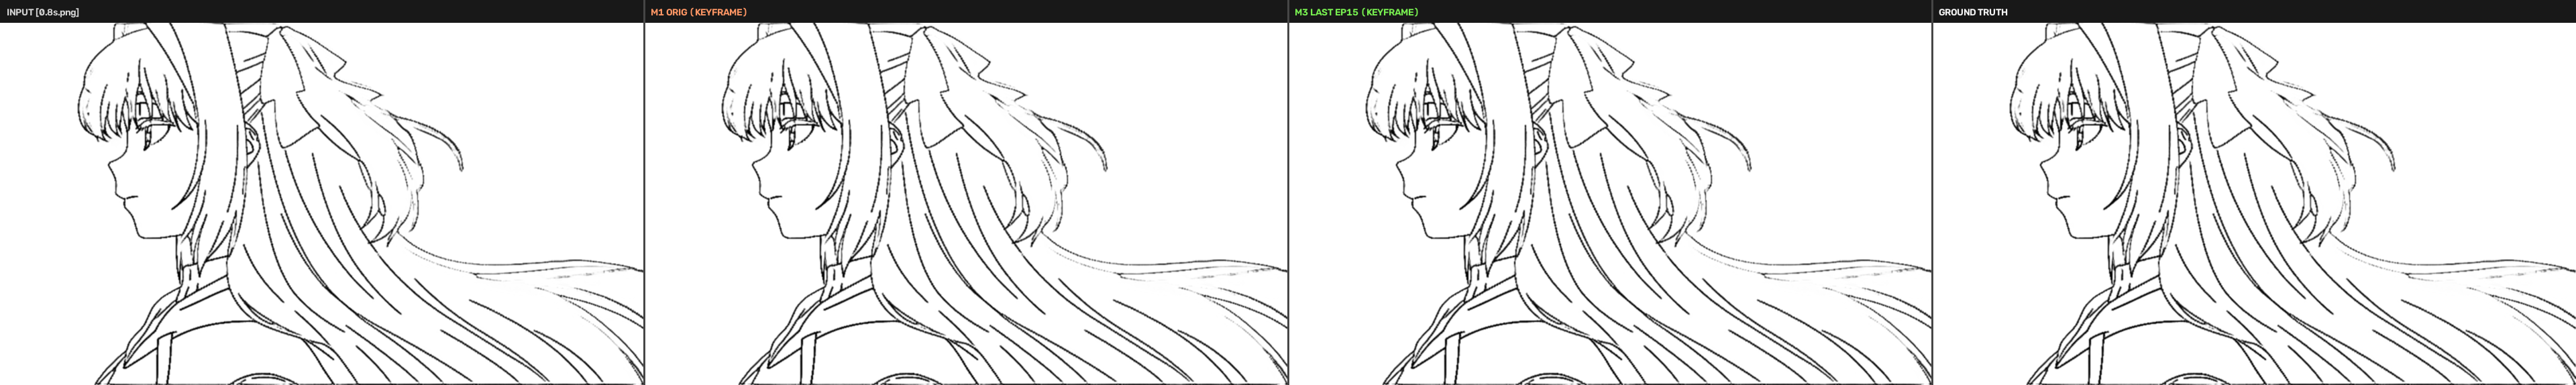 INPUT [0.8s.png]
M1 ORIG (KEYFRAME)
M3 LAST EP15 (KEYFRAME)
GROUND TRUTH